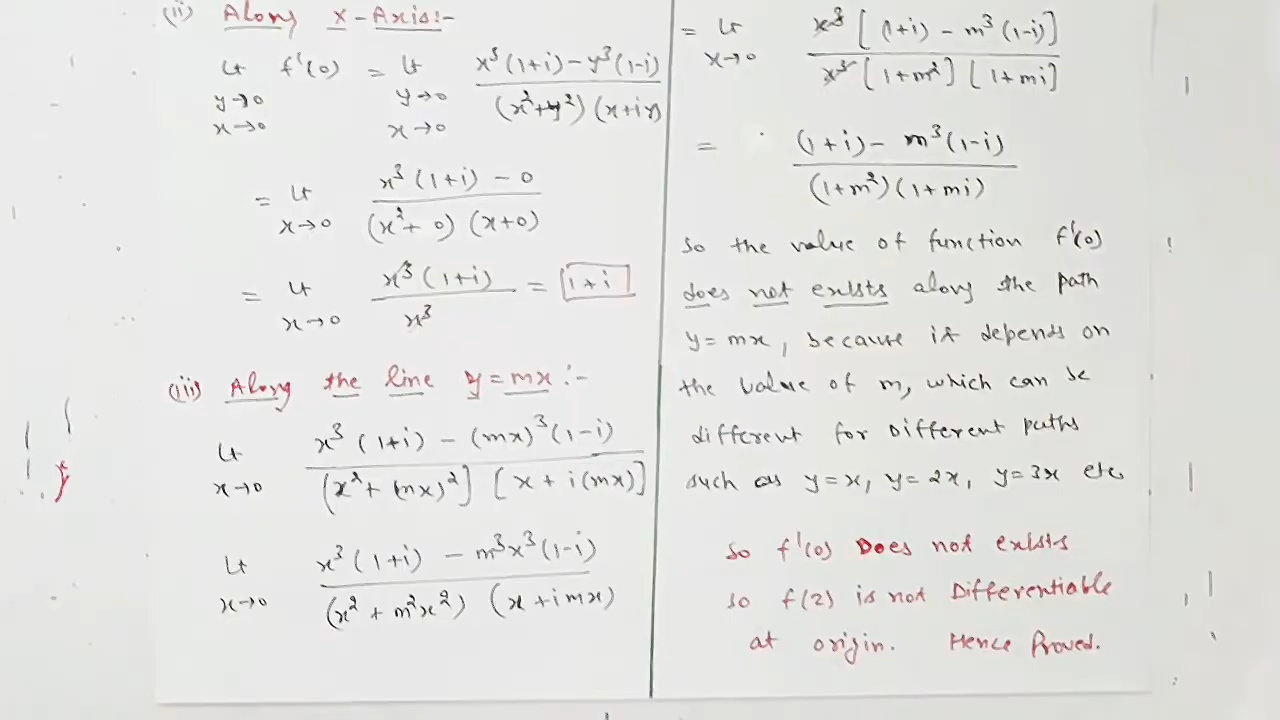 (ii) Along X-Axis:-
Lt f'(0) = Lt x³(1+i) - y³(1-i)
y→0 y→0 (x²+y²) (x+iy)
x→0 x→0
= Lt x³(1+i) - 0
x→0 (x²+ 0) (x+0)
= Lt x³(1+i) = 1+i
x→0 x³
(iii) Along the line y=mx:-
Lt x³(1+i) - (mx)³(1-i)
x→0 [x²+(mx)²] [x + i(mx)]
Lt x³(1+i) - m³x³(1-i)
x→0 (x² + m²x²) (x + imx)
= Lt x³ [(1+i) - m³(1-i)]
x→0 x³ [1+m²] [1+mi]
= (1+i) - m³(1-i)
(1+m²)(1+mi)
So the value of function f'(0)
does not exists along the path
y=mx, because it depends on
the value of m, which can be
different for Different paths
such as y=x, y=2x, y=3x etc
So f'(0) Does not exists
so f(2) is not Differentiable
at origin. Hence Proved.